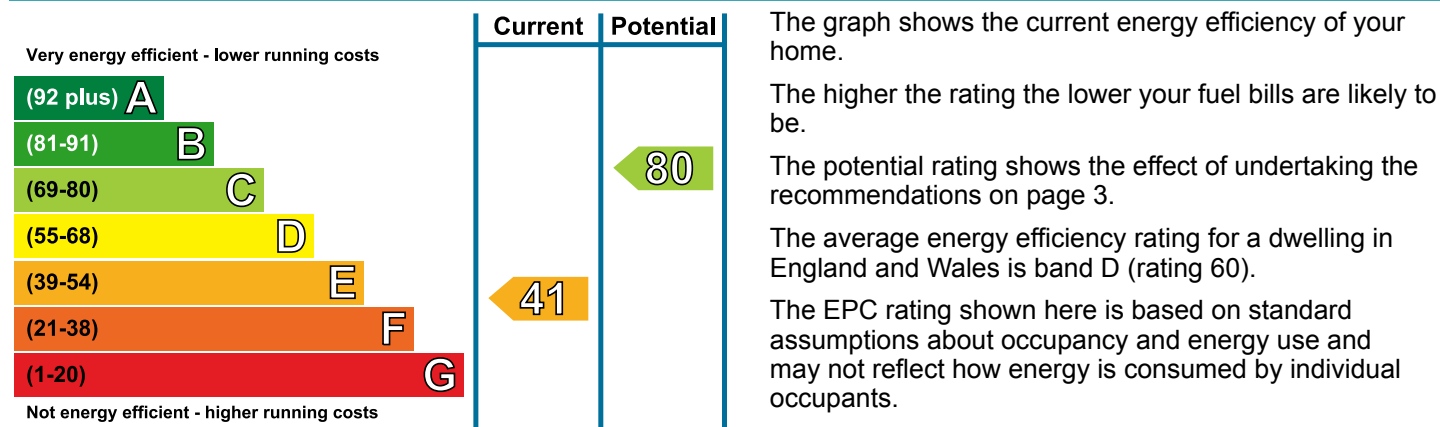 Current Potential
Very energy efficient - lower running costs
(92 plus) A
(81-91) B
(69-80) C
(55-68) D
(39-54) E
(21-38) F
(1-20) G
Not energy efficient - higher running costs
80
41
The graph shows the current energy efficiency of your
home.
The higher the rating the lower your fuel bills are likely to
be.
The potential rating shows the effect of undertaking the
recommendations on page 3.
The average energy efficiency rating for a dwelling in
England and Wales is band D (rating 60).
The EPC rating shown here is based on standard
assumptions about occupancy and energy use and
may not reflect how energy is consumed by individual
occupants.